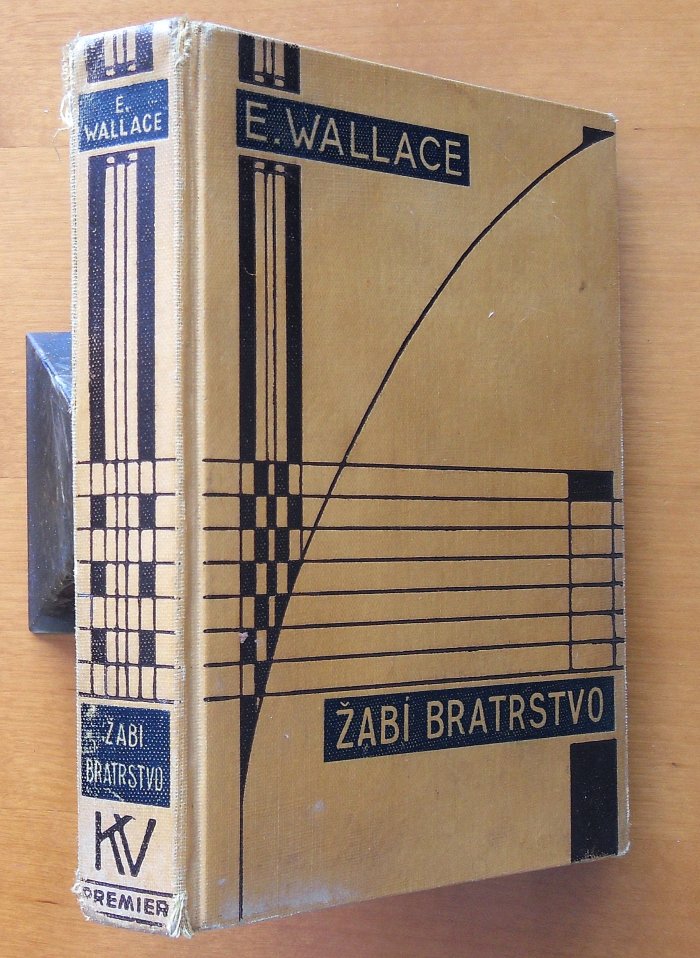 E.
WALLACE
ŽABÍ
BRATRSTVO
KV
PREMIER
E. WALLACE
ŽABÍ BRATRSTVO